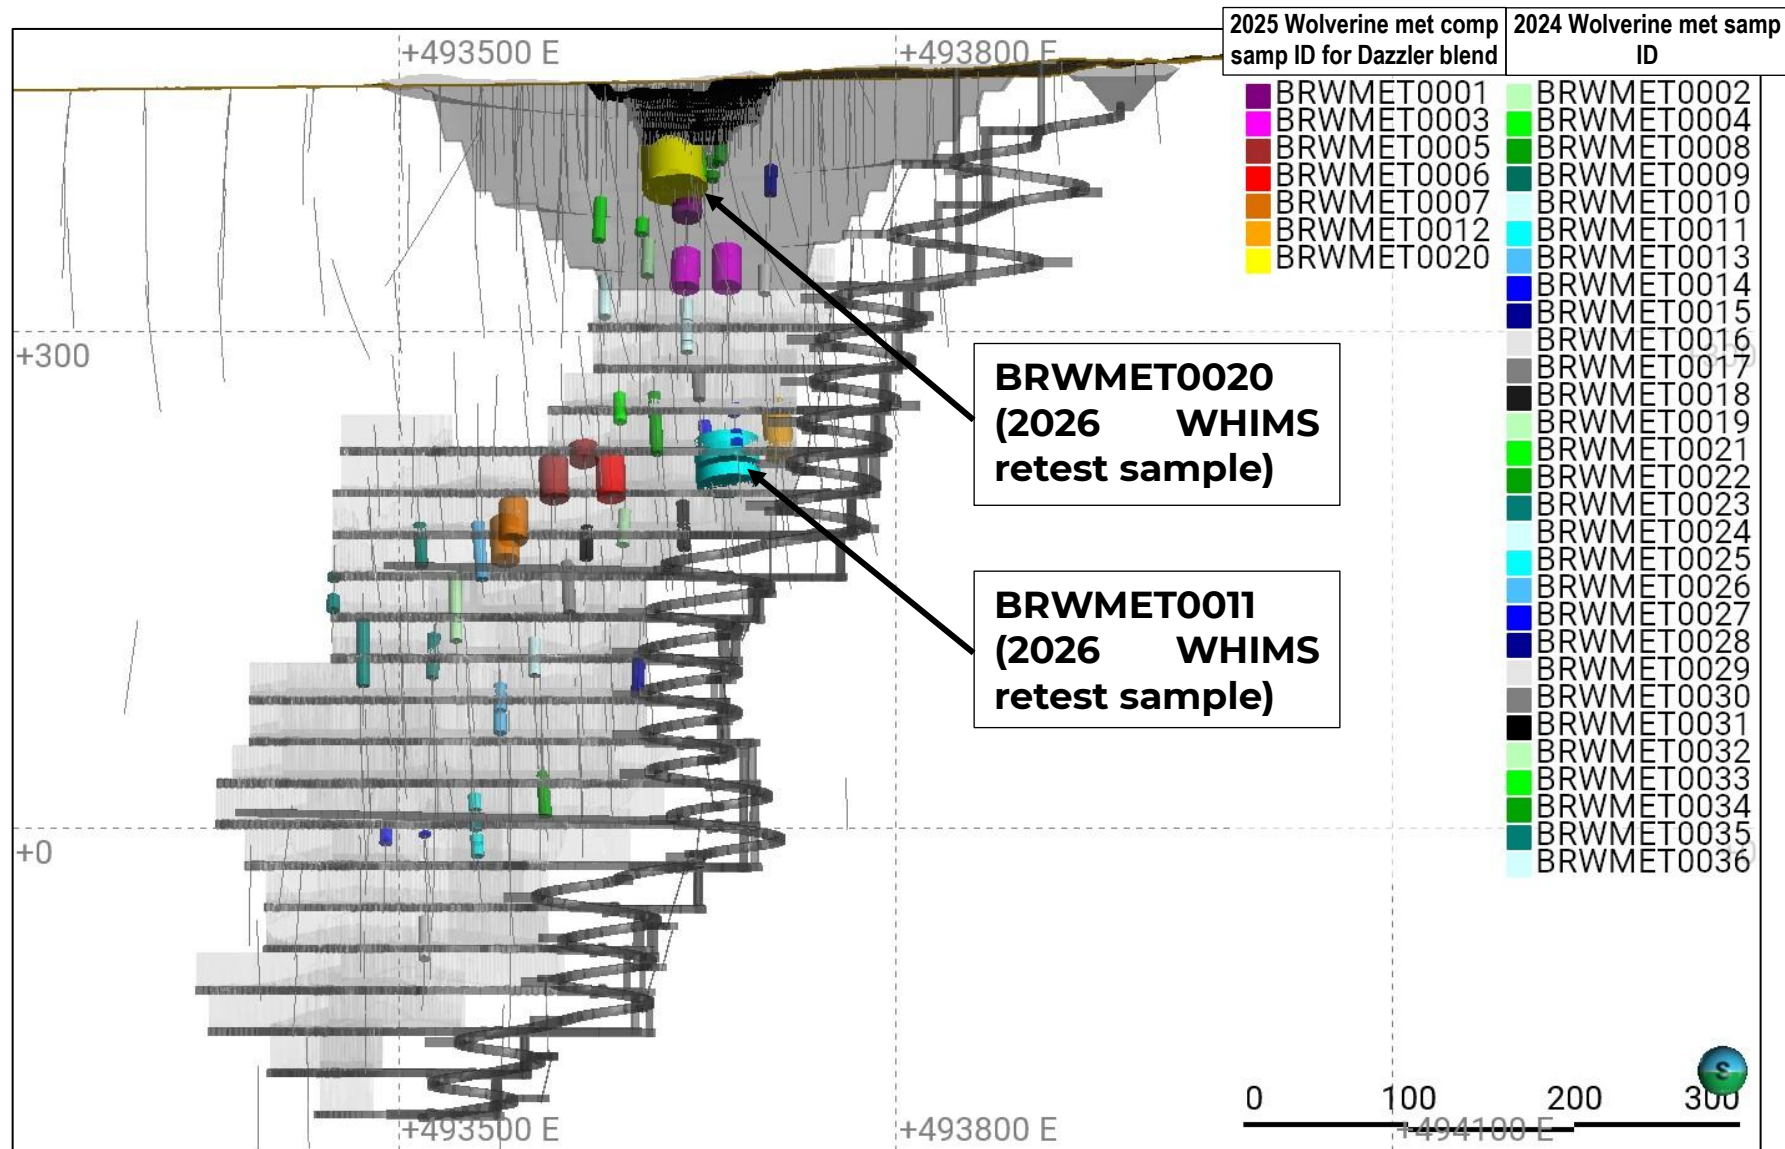 2025 Wolverine met comp
samp ID for Dazzler blend
2024 Wolverine met samp
ID
+493500 E
+493800 E
BRWMET0001
BRWMET0003
BRWMET0005
BRWMET0006
BRWMET0007
BRWMET0012
BRWMET0020
BRWMET0002
BRWMET0004
BRWMET0008
BRWMET0009
BRWMET0010
BRWMET0011
BRWMET0013
BRWMET0014
BRWMET0015
BRWMET0016
BRWMET0017
BRWMET0018
BRWMET0019
BRWMET0021
BRWMET0022
BRWMET0023
BRWMET0024
BRWMET0025
BRWMET0026
BRWMET0027
BRWMET0028
BRWMET0029
BRWMET0030
BRWMET0031
BRWMET0032
BRWMET0033
BRWMET0034
BRWMET0035
BRWMET0036
+300
+300
BRWMET0020
(2026 WHIMS
retest sample)
BRWMET0011
(2026 WHIMS
retest sample)
+0
+0
S
0 100 200 300
+493500 E
+493800 E
+494100 E